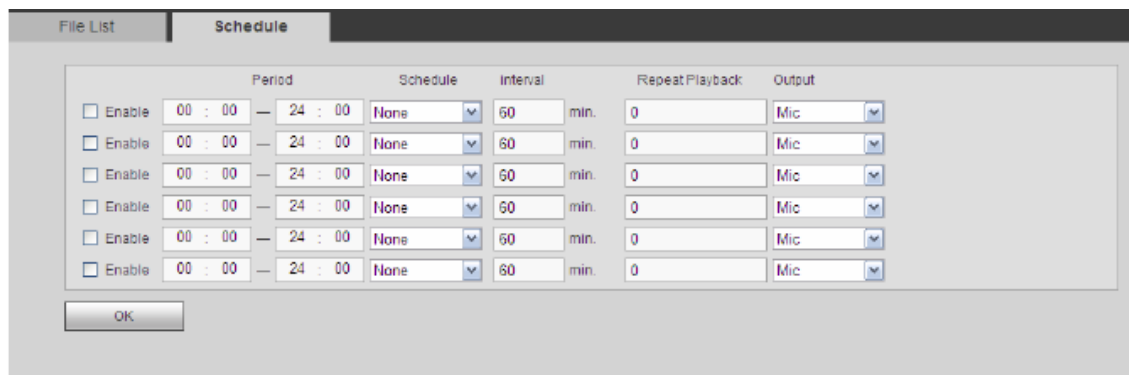 File List Schedule
Period Schedule Interval Repeat Playback Output
Enable 00 : 00 — 24 : 00 None 60 min. 0 Mic
Enable 00 : 00 — 24 : 00 None 60 min. 0 Mic
Enable 00 : 00 — 24 : 00 None 60 min. 0 Mic
Enable 00 : 00 — 24 : 00 None 60 min. 0 Mic
Enable 00 : 00 — 24 : 00 None 60 min. 0 Mic
Enable 00 : 00 — 24 : 00 None 60 min. 0 Mic
OK